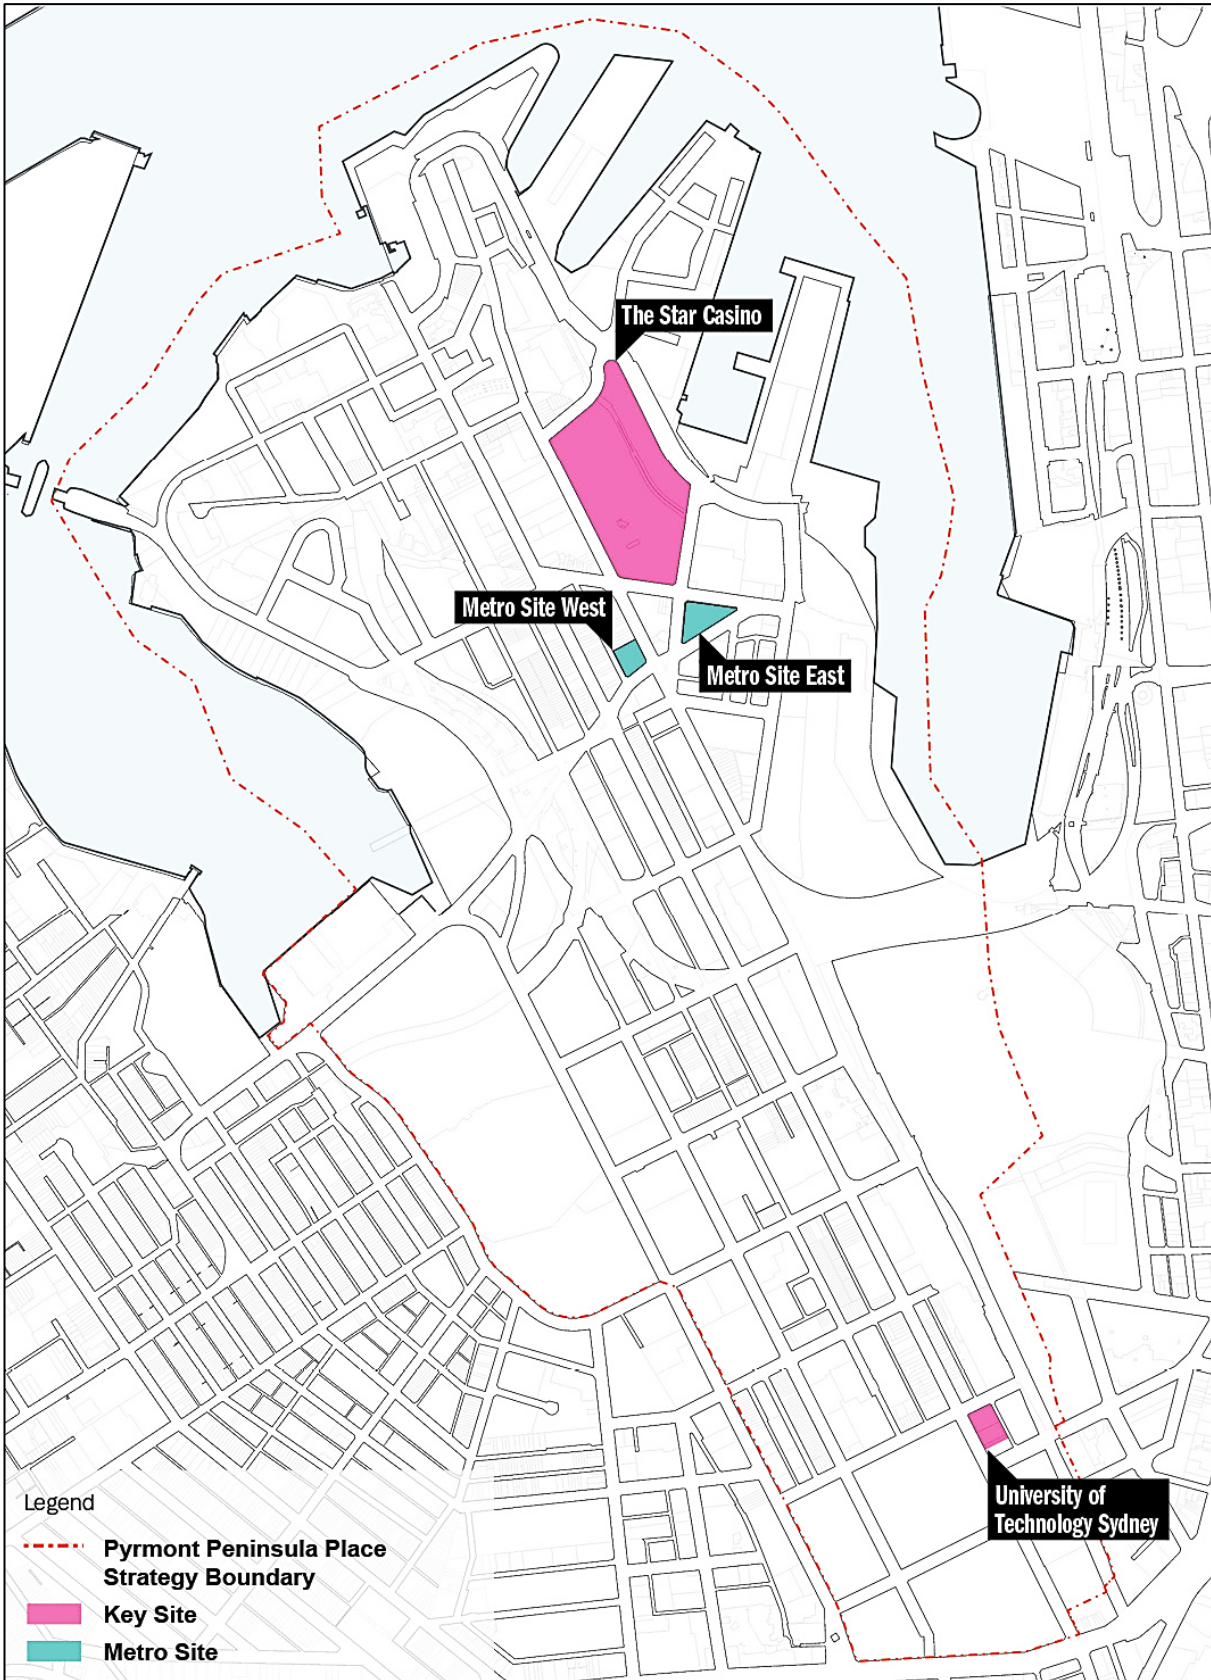 The Star Casino
Metro Site West
Metro Site East
University of
Technology Sydney
Legend
Pyrmont Peninsula Place
Strategy Boundary
Key Site
Metro Site